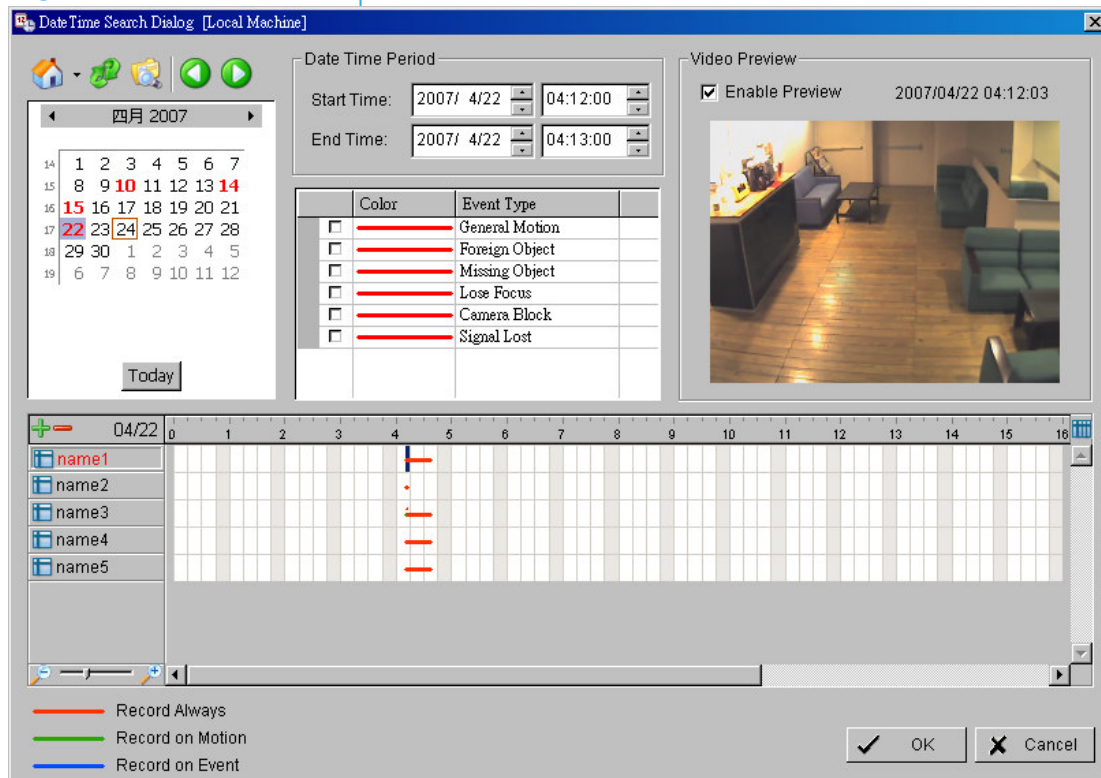 DateTime Search Dialog [Local Machine]
Date Time Period
Start Time: 2007/ 4/22 04:12:00
End Time: 2007/ 4/22 04:13:00
Video Preview
Enable Preview 2007/04/22 04:12:03
四月 2007
14 1 2 3 4 5 6 7
15 8 9 10 11 12 13 14
16 15 16 17 18 19 20 21
17 22 23 24 25 26 27 28
18 29 30 1 2 3 4 5
19 6 7 8 9 10 11 12
Today
Color Event Type
General Motion
Foreign Object
Missing Object
Lose Focus
Camera Block
Signal Lost
04/22 0 1 2 3 4 5 6 7 8 9 10 11 12 13 14 15 16
name1
name2
name3
name4
name5
Record Always
Record on Motion
Record on Event
OK
Cancel